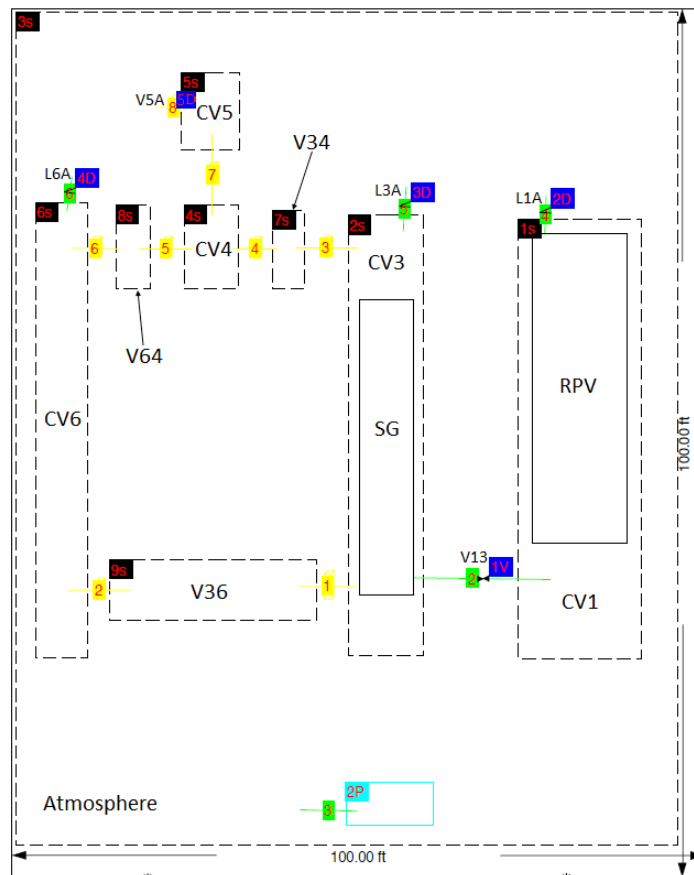 3s
5s
V5A
8
5D
CV5
V34
7
L6A
4D
6
L3A
3D
5
L1A
2D
4
6s
8s
4s
7s
2s
1s
6
5
CV4
4
3
CV3
V64
CV6
SG
RPV
100.00 ft
9s
V13
1V
2
V36
1
2
CV1
2P
Atmosphere
3
100.00 ft